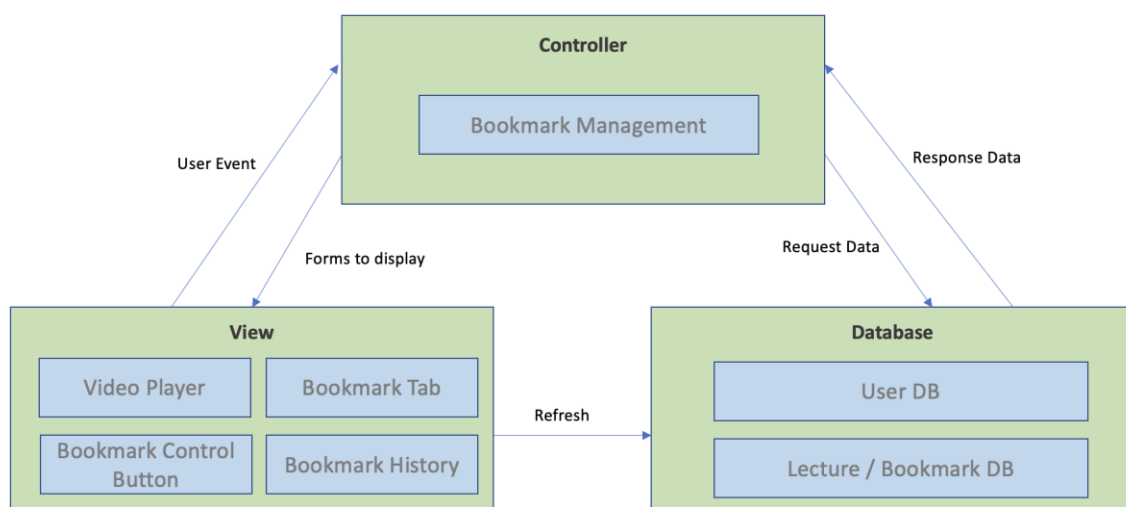 Controller
Bookmark Management
User Event
Response Data
Forms to display
Request Data
View
Video Player
Bookmark Tab
Bookmark Control
Button
Bookmark History
Refresh
Database
User DB
Lecture / Bookmark DB